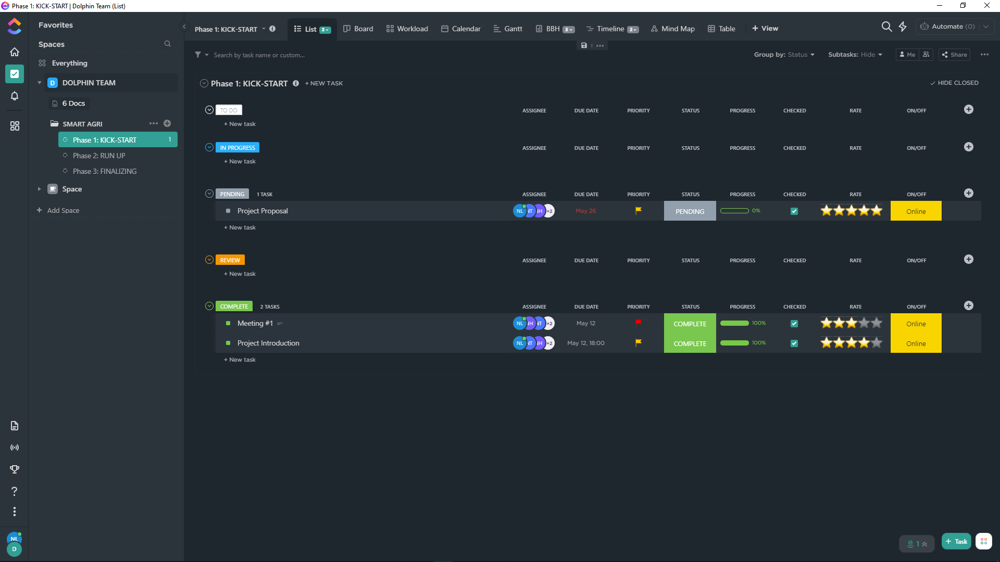 Phase 1: KICK-START | Dolphin Team (List)
Favorites
Spaces
Everything
D DOLPHIN TEAM
6 Docs
SMART AGRI
Phase 1: KICK-START 1
Phase 2: RUN UP
Phase 3: FINALIZING
Space
+ Add Space
NL
D
Phase 1: KICK-START
List 3
Board
Workload
Calendar
Gantt
BBH 3
Timeline 2
Mind Map
Table
+ View
Automate (0)
Search by task name or custom...
Group by: Status
Subtasks: Hide
Me
Share
Phase 1: KICK-START + NEW TASK
HIDE CLOSED
TO DO ASSIGNEE DUE DATE PRIORITY STATUS PROGRESS CHECKED RATE ON/OFF
+ New task
IN PROGRESS ASSIGNEE DUE DATE PRIORITY STATUS PROGRESS CHECKED RATE ON/OFF
+ New task
PENDING 1 TASK ASSIGNEE DUE DATE PRIORITY STATUS PROGRESS CHECKED RATE ON/OFF
Project Proposal NL NT NH +2 May 26 PENDING 0% Online
+ New task
REVIEW ASSIGNEE DUE DATE PRIORITY STATUS PROGRESS CHECKED RATE ON/OFF
+ New task
COMPLETE 2 TASKS ASSIGNEE DUE DATE PRIORITY STATUS PROGRESS CHECKED RATE ON/OFF
Meeting #1 NL NH NT +2 May 12 COMPLETE 100% Online
Project Introduction NL NT NH +2 May 12, 18:00 COMPLETE 100% Online
+ New task
1
+ Task